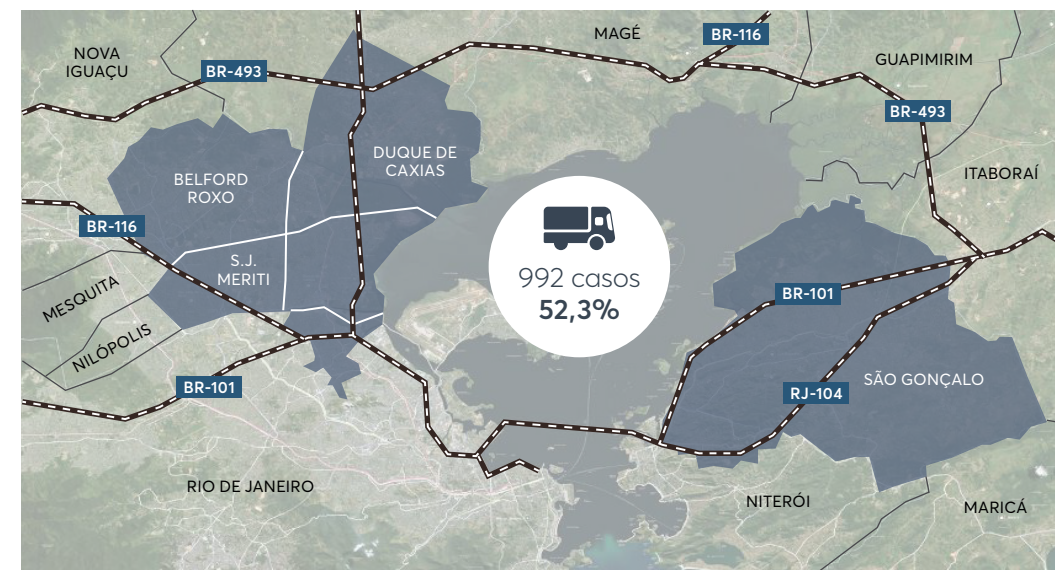 MAGÉ
BR-116
NOVA
IGUAÇU
GUAPIMIRIM
BR-493
BR-493
DUQUE DE
CAXIAS
ITABORAÍ
BELFORD
ROXO
BR-116
S.J.
MERITI
992 casos
52,3%
MESQUITA
BR-101
NILÓPOLIS
SÃO GONÇALO
BR-101
RJ-104
RIO DE JANEIRO
NITERÓI
MARICÁ